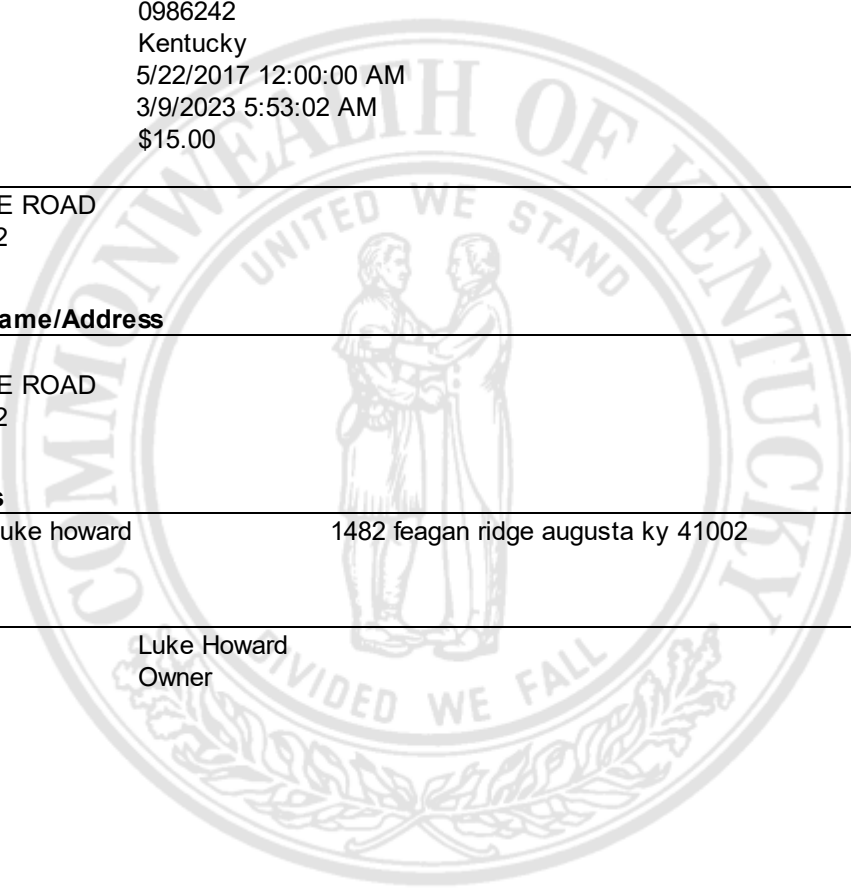 0986242
Kentucky
5/22/2017 12:00:00 AM
3/9/2023 5:53:02 AM
$15.00
E ROAD
2
ame/Address
E ROAD
2
s
uke howard 1482 feagan ridge augusta ky 41002
Luke Howard
Owner
COMMONWEALTH OF KENTUCKY
UNITED WE STAND
DIVIDED WE FALL